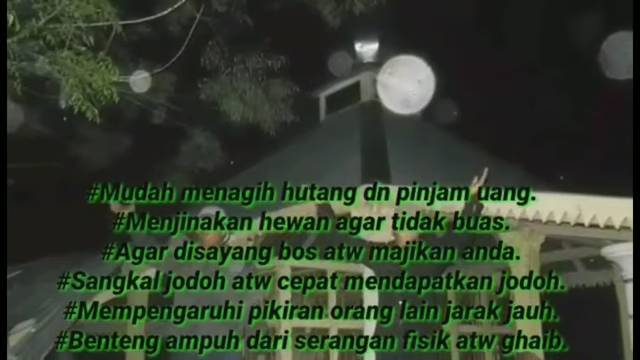 #Mudah menagih hutang dn pinjam uang.
#Menjinakan hewan agar tidak buas.
#Agar disayang bos atw majikan anda.
#Sangkal jodoh atw cepat mendapatkan jodoh.
#Mempengaruhi pikiran orang lain jarak jauh.
#Benteng ampuh dari serangan fisik atw ghaib.